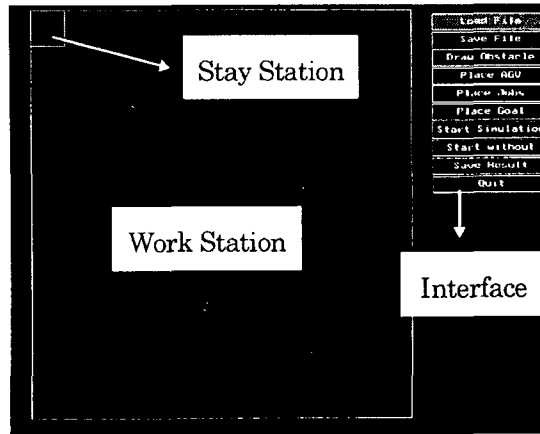 Load File
Save File
Draw Obstacle
Place AGV
Place Jobs
Place Goal
Start Simulation
Start without
Save Result
Quit
Stay Station
Work Station
Interface